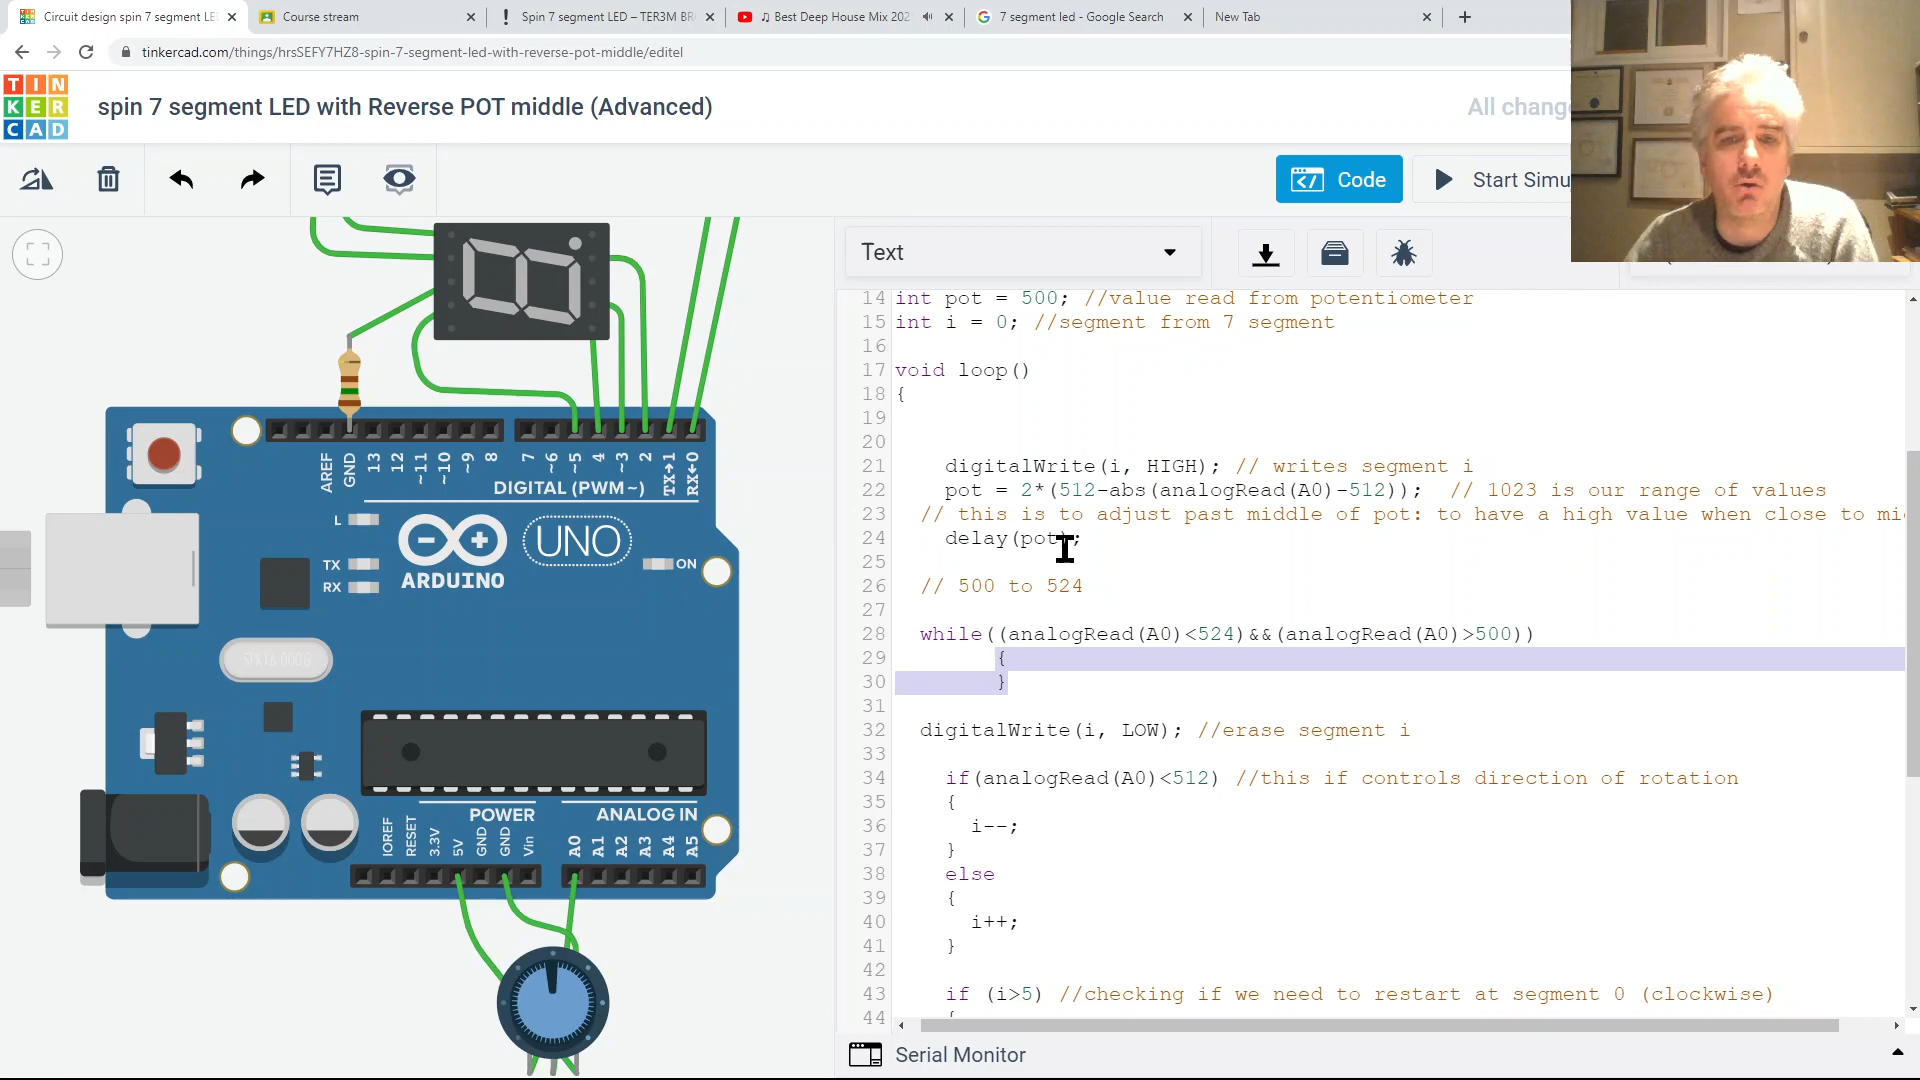 Circuit design spin 7 segment LE
Course stream
Spin 7 segment LED – TER3M BR
♫ Best Deep House Mix 202
7 segment led - Google Search
New Tab
tinkercad.com/things/hrsSEFY7HZ8-spin-7-segment-led-with-reverse-pot-middle/editel
TIN
KER
CAD
spin 7 segment LED with Reverse POT middle (Advanced)
All chang
Code
Start Simu
Text
14 int pot = 500; //value read from potentiometer
15 int i = 0; //segment from 7 segment
16
17 void loop()
18 {
19
20
21 digitalWrite(i, HIGH); // writes segment i
22 pot = 2*(512-abs(analogRead(A0)-512)); // 1023 is our range of values
23 // this is to adjust past middle of pot: to have a high value when close to mi
24 delay(pot);
25
26 // 500 to 524
27
28 while((analogRead(A0)<524)&&(analogRead(A0)>500))
29 {
30 }
31
32 digitalWrite(i, LOW); //erase segment i
33
34 if(analogRead(A0)<512) //this if controls direction of rotation
35 {
36 i--;
37 }
38 else
39 {
40 i++;
41 }
42
43 if (i>5) //checking if we need to restart at segment 0 (clockwise)
44 {
Serial Monitor
AREF
GND
13
12
~11
~10
~9
8
7
~6
~5
4
~3
2
TX→1
RX←0
DIGITAL (PWM~)
L
TX
RX
UNO
ARDUINO
ON
POWER
ANALOG IN
IOREF
RESET
3.3V
5V
GND
GND
Vin
A0
A1
A2
A3
A4
A5